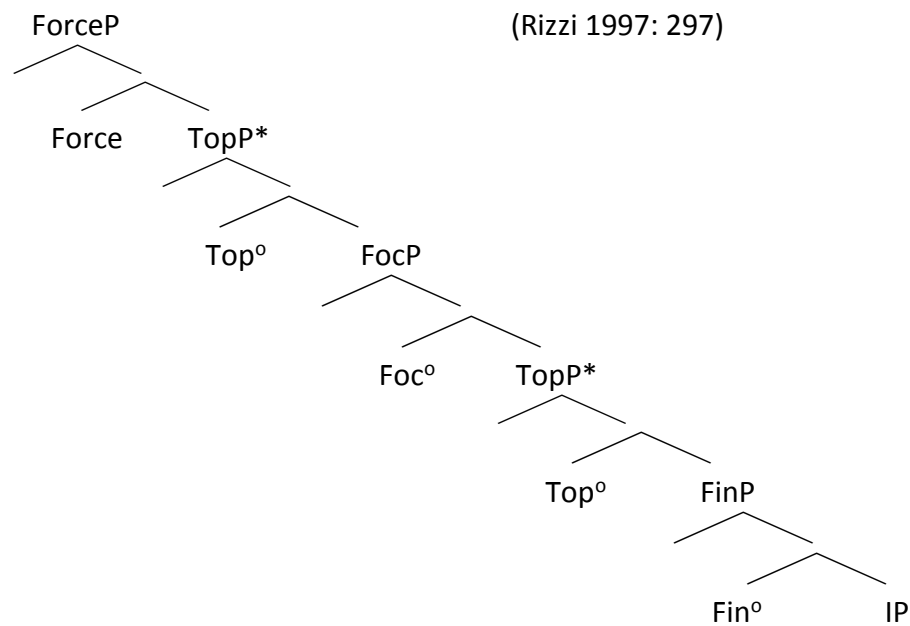 ForceP (Rizzi 1997: 297)
Force TopP*
Topº FocP
Focº TopP*
Topº FinP
Finº IP